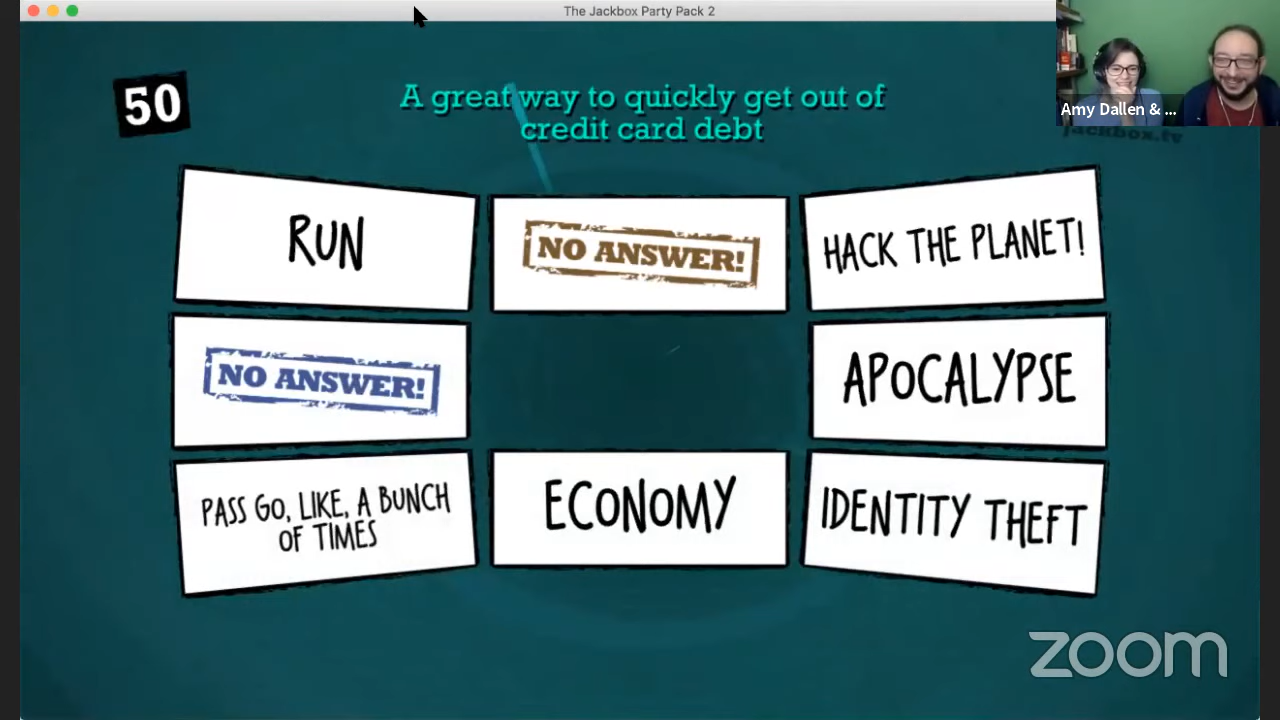 The Jackbox Party Pack 2
50
A great way to quickly get out of
credit card debt
Amy Dallen & ...
jackbox.tv
RUN
NO ANSWER!
HACK THE PLANET!
NO ANSWER!
APOCALYPSE
PASS GO, LIKE, A BUNCH
OF TIMES
ECONOMY
IDENTITY THEFT
zoom